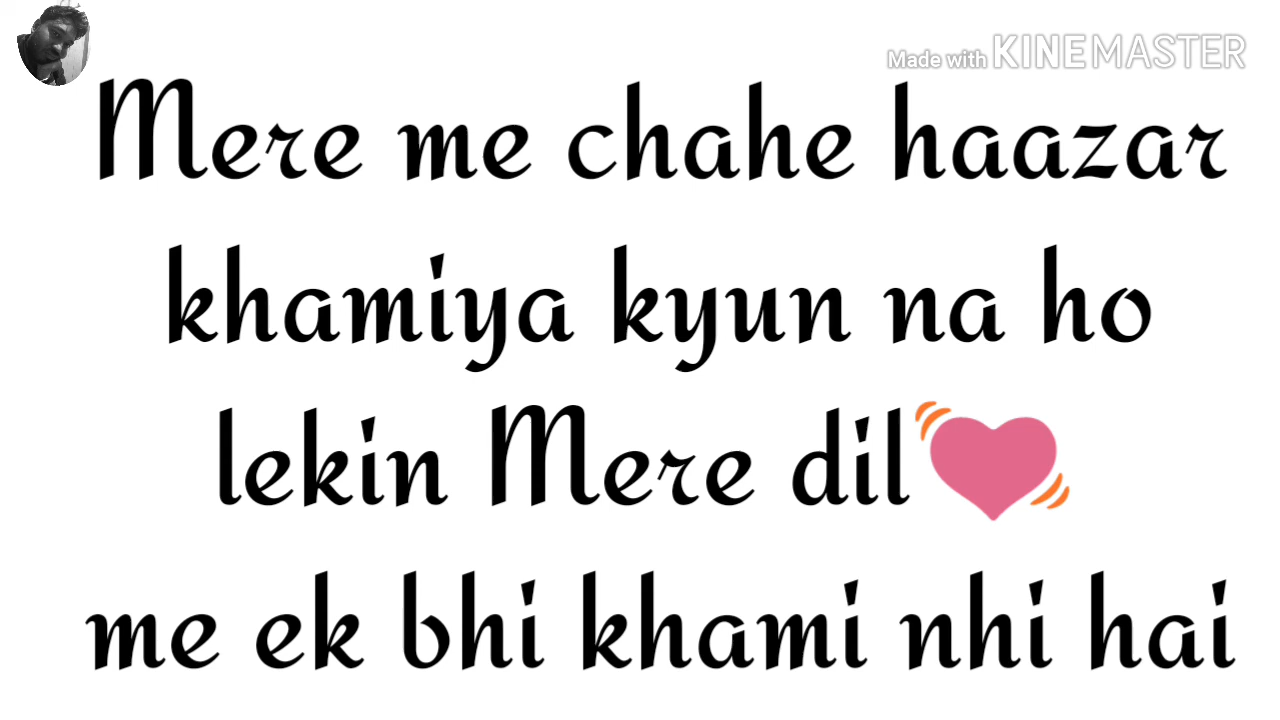 Made with KINEMASTER
Mere me chahe haazar
khamiya kyun na ho
lekin Mere dil💓
me ek bhi khami nhi hai